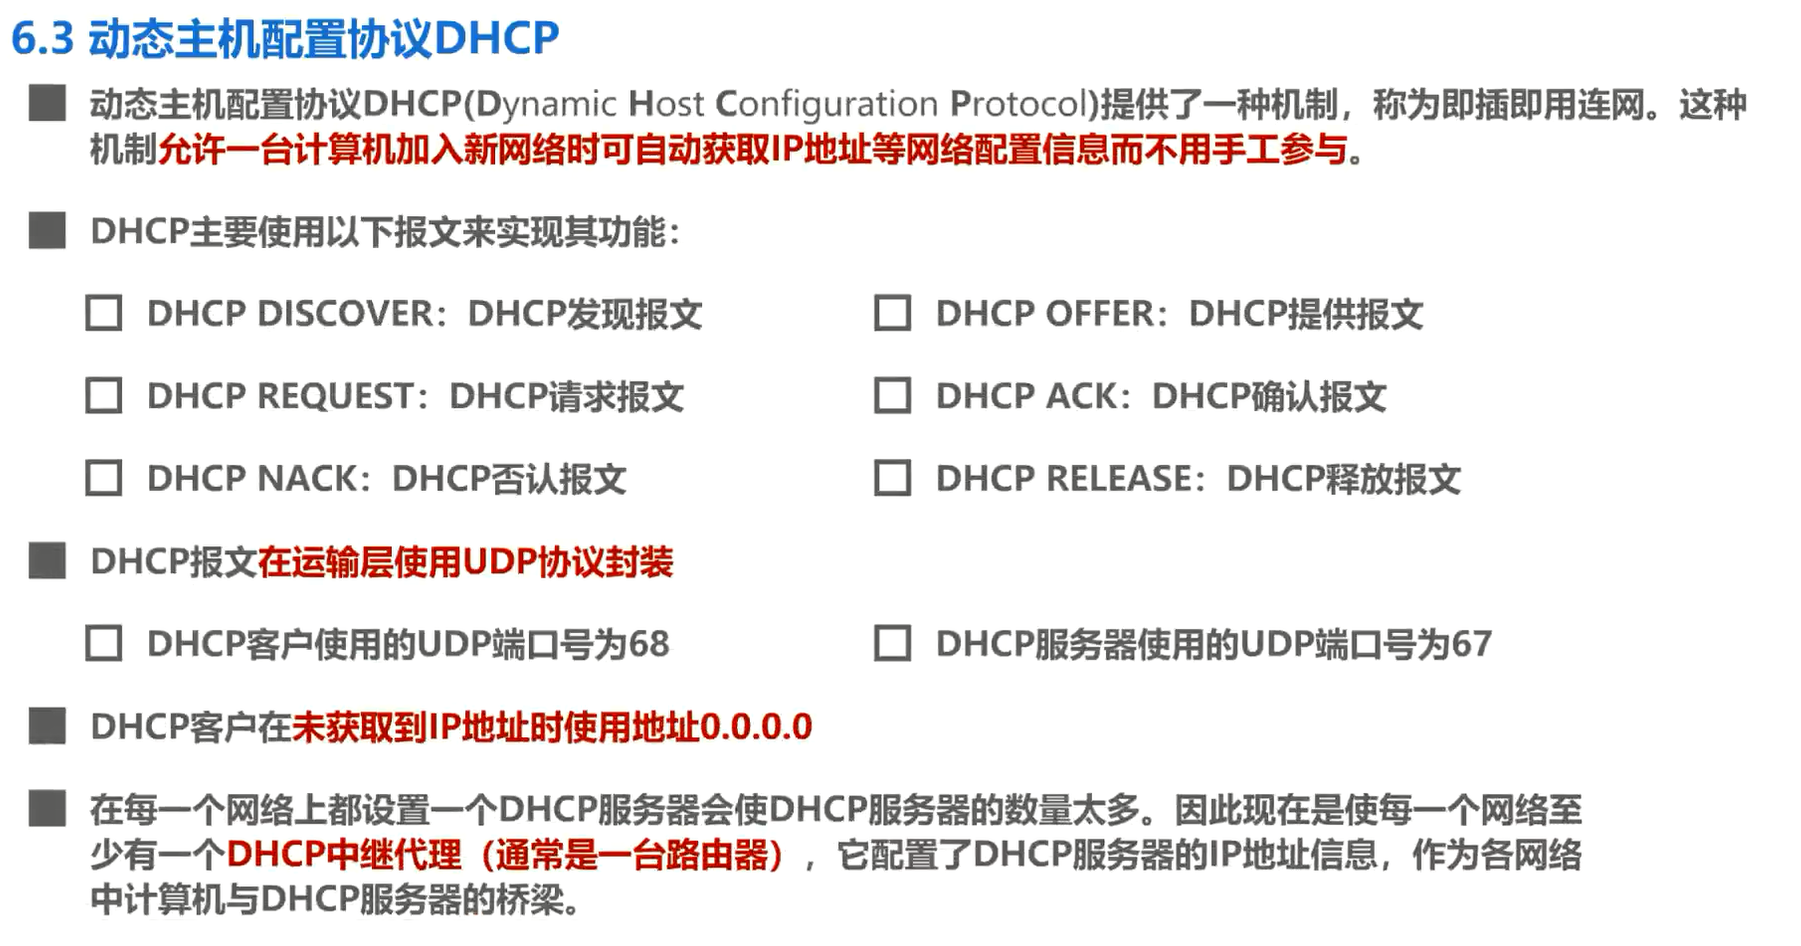 6.3 动态主机配置协议DHCP
动态主机配置协议DHCP(Dynamic Host Configuration Protocol)提供了一种机制，称为即插即用连网。这种
机制允许一台计算机加入新网络时可自动获取IP地址等网络配置信息而不用手工参与。
DHCP主要使用以下报文来实现其功能：
DHCP DISCOVER：DHCP发现报文
DHCP OFFER：DHCP提供报文
DHCP REQUEST：DHCP请求报文
DHCP ACK：DHCP确认报文
DHCP NACK：DHCP否认报文
DHCP RELEASE：DHCP释放报文
DHCP报文在运输层使用UDP协议封装
DHCP客户使用的UDP端口号为68
DHCP服务器使用的UDP端口号为67
DHCP客户在未获取到IP地址时使用地址0.0.0.0
在每一个网络上都设置一个DHCP服务器会使DHCP服务器的数量太多。因此现在是使每一个网络至
少有一个DHCP中继代理（通常是一台路由器），它配置了DHCP服务器的IP地址信息，作为各网络
中计算机与DHCP服务器的桥梁。